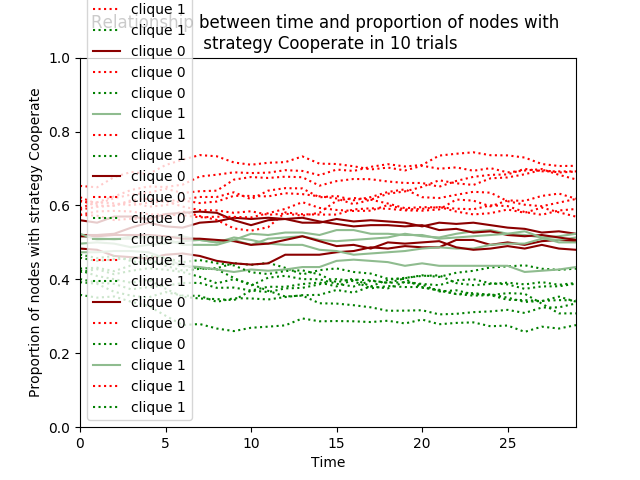 Relationship between time and proportion of nodes with
strategy Cooperate in 10 trials
clique 1
clique 1
clique 0
clique 0
clique 0
clique 1
clique 1
clique 1
clique 0
clique 0
clique 0
clique 1
clique 1
clique 1
clique 0
clique 0
clique 0
clique 1
clique 1
clique 1
1.0
0.8
0.6
0.4
0.2
0.0
Proportion of nodes with strategy Cooperate
0 5 10 15 20 25
Time